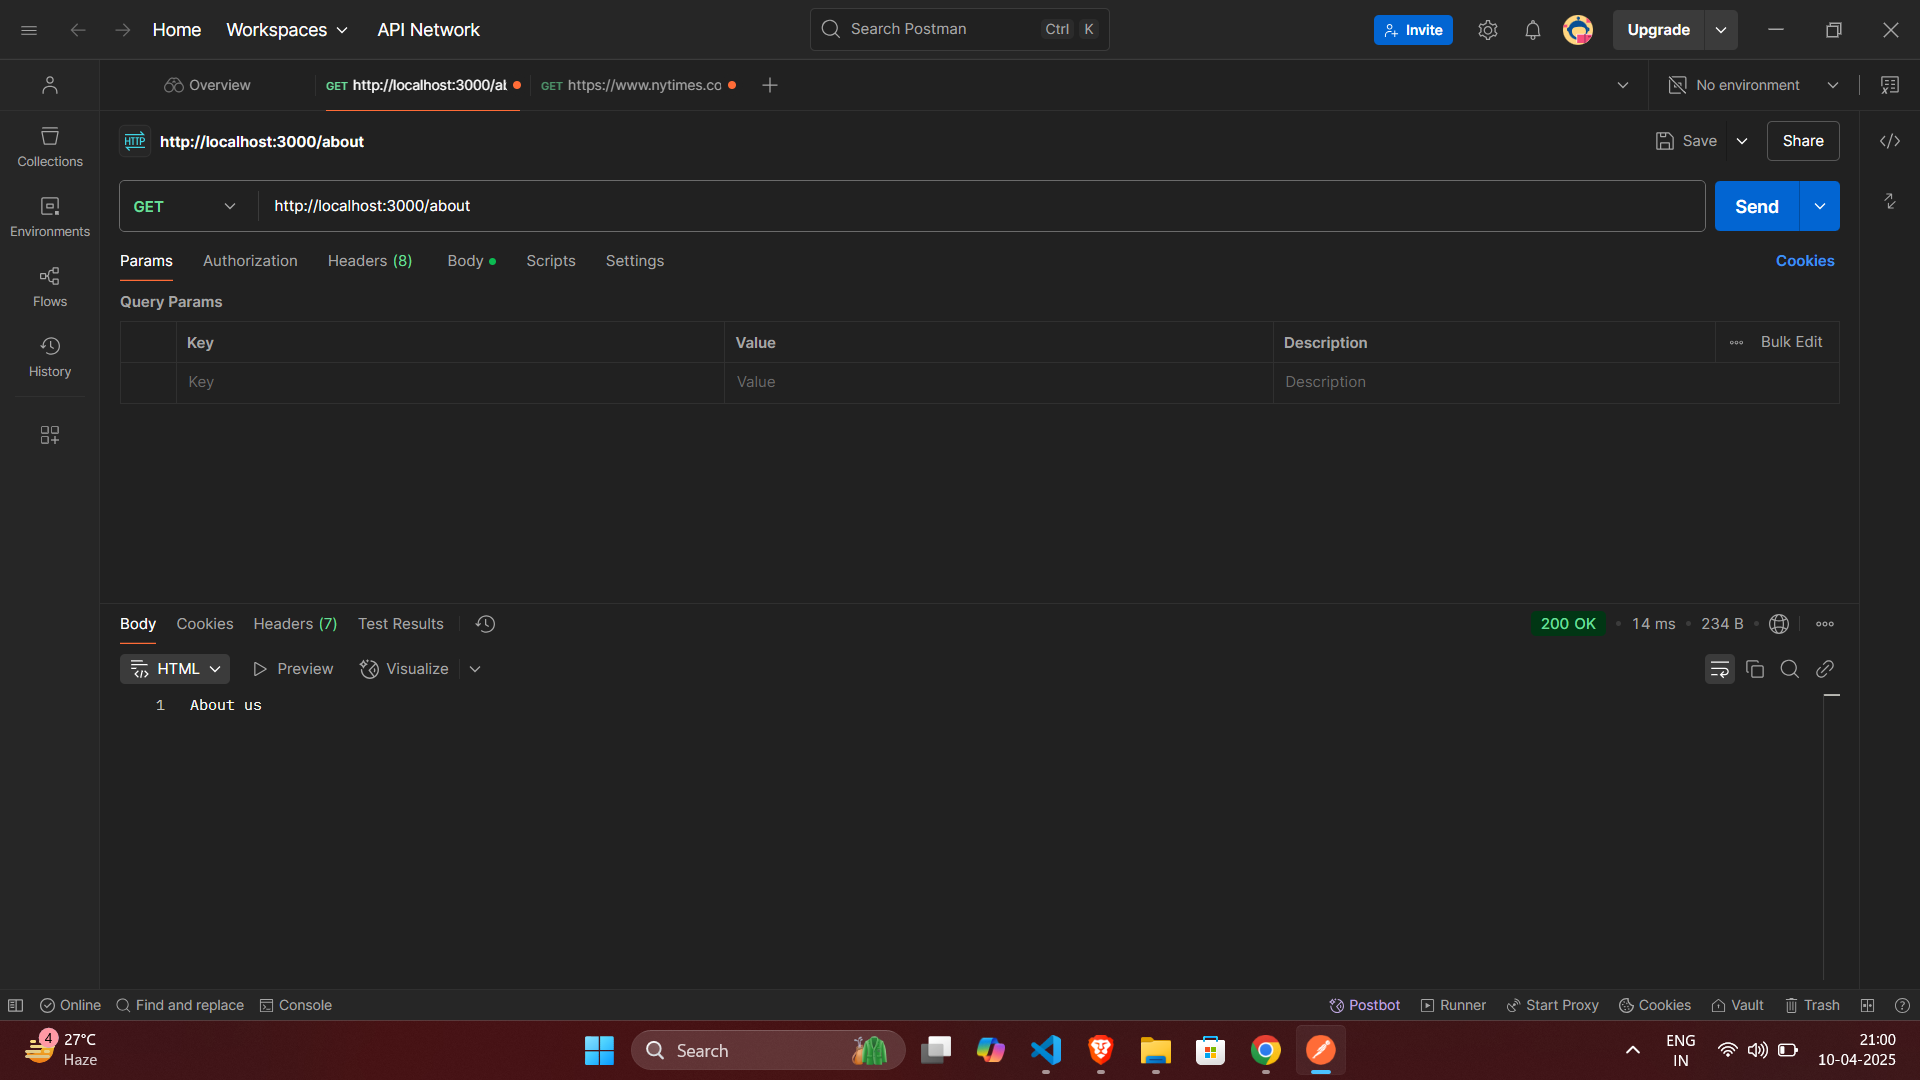 Home Workspaces API Network Search Postman Ctrl K Invite Upgrade
Overview GET http://localhost:3000/al GET https://www.nytimes.co No environment
HTTP http://localhost:3000/about Save Share
Collections
GET http://localhost:3000/about Send
Environments
Params Authorization Headers (8) Body Scripts Settings Cookies
Flows
Query Params
Key Value Description Bulk Edit
History
Key Value Description
Body Cookies Headers (7) Test Results 200 OK 14 ms 234 B
HTML Preview Visualize
1 About us
Online Find and replace Console Postbot Runner Start Proxy Cookies Vault Trash
4 27°C
Haze
Search
ENG
IN
21:00
10-04-2025